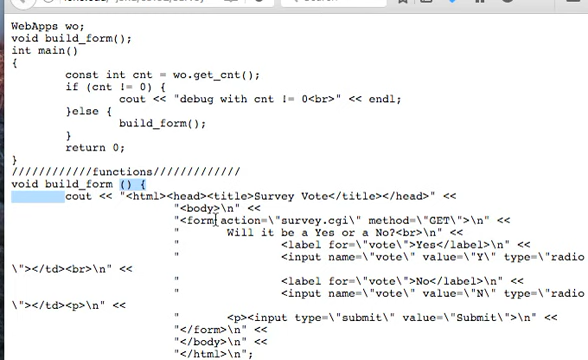 WebApps wo;
void build_form();
int main()
{
const int cnt = wo.get_cnt();
if (cnt != 0) {
cout << "debug with cnt != 0<br>" << endl;
}else {
build_form();
}
return 0;
}
////////////functions/////////////
void build_form () {
cout << "<html><head><title>Survey Vote</title></head>" <<
"<body>\n" <<
"<form action=\"survey.cgi\" method=\"GET\">\n" <<
" Will it be a Yes or a No?<br>\n" <<
" <label for=\"vote\">Yes</label>\n" <<
" <input name=\"vote\" value=\"Y\" type=\"radio
\"></td><br>\n" <<
" <label for=\"vote\">No</label>\n" <<
" <input name=\"vote\" value=\"N\" type=\"radio
\"></td><p>\n" <<
" <p><input type=\"submit\" value=\"Submit\">\n" <<
"</form>\n" <<
"</body>\n" <<
"</html>\n";